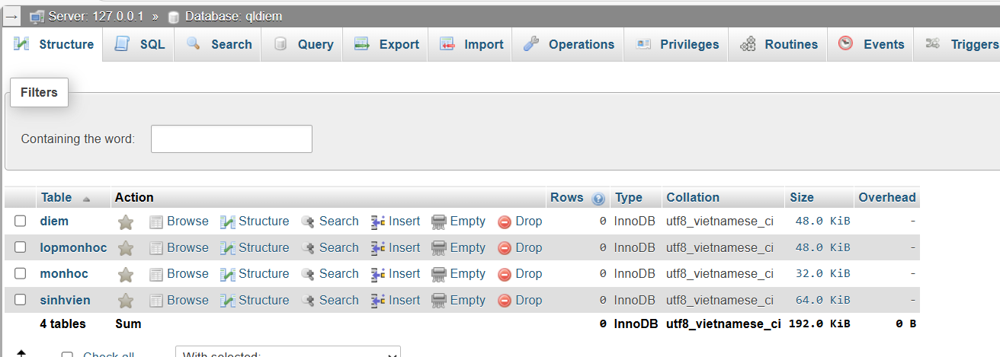 → Server: 127.0.0.1 » Database: qldiem
Structure SQL Search Query Export Import Operations Privileges Routines Events Triggers
Filters
Containing the word:
Table Action Rows Type Collation Size Overhead
diem Browse Structure Search Insert Empty Drop 0 InnoDB utf8_vietnamese_ci 48.0 KiB -
lopmonhoc Browse Structure Search Insert Empty Drop 0 InnoDB utf8_vietnamese_ci 48.0 KiB -
monhoc Browse Structure Search Insert Empty Drop 0 InnoDB utf8_vietnamese_ci 32.0 KiB -
sinhvien Browse Structure Search Insert Empty Drop 0 InnoDB utf8_vietnamese_ci 64.0 KiB -
4 tables Sum 0 InnoDB utf8_vietnamese_ci 192.0 KiB 0 B
Check all With selected: